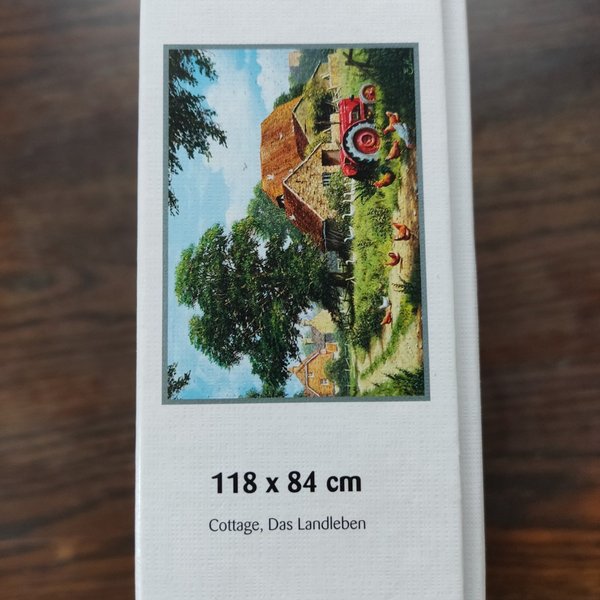 118 x 84 cm
Cottage, Das Landleben